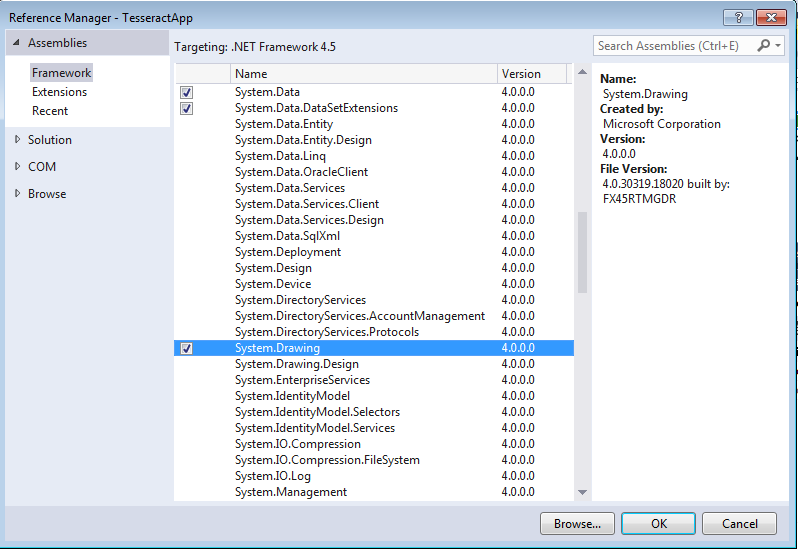 Reference Manager - TesseractApp
Assemblies
Framework
Extensions
Recent
Solution
COM
Browse
Targeting: .NET Framework 4.5
Search Assemblies (Ctrl+E)
Name Version
System.Data 4.0.0.0
System.Data.DataSetExtensions 4.0.0.0
System.Data.Entity 4.0.0.0
System.Data.Entity.Design 4.0.0.0
System.Data.Linq 4.0.0.0
System.Data.OracleClient 4.0.0.0
System.Data.Services 4.0.0.0
System.Data.Services.Client 4.0.0.0
System.Data.Services.Design 4.0.0.0
System.Data.SqlXml 4.0.0.0
System.Deployment 4.0.0.0
System.Design 4.0.0.0
System.Device 4.0.0.0
System.DirectoryServices 4.0.0.0
System.DirectoryServices.AccountManagement 4.0.0.0
System.DirectoryServices.Protocols 4.0.0.0
System.Drawing 4.0.0.0
System.Drawing.Design 4.0.0.0
System.EnterpriseServices 4.0.0.0
System.IdentityModel 4.0.0.0
System.IdentityModel.Selectors 4.0.0.0
System.IdentityModel.Services 4.0.0.0
System.IO.Compression 4.0.0.0
System.IO.Compression.FileSystem 4.0.0.0
System.IO.Log 4.0.0.0
System.Management 4.0.0.0
Name:
System.Drawing
Created by:
Microsoft Corporation
Version:
4.0.0.0
File Version:
4.0.30319.18020 built by:
FX45RTMGDR
Browse... OK Cancel